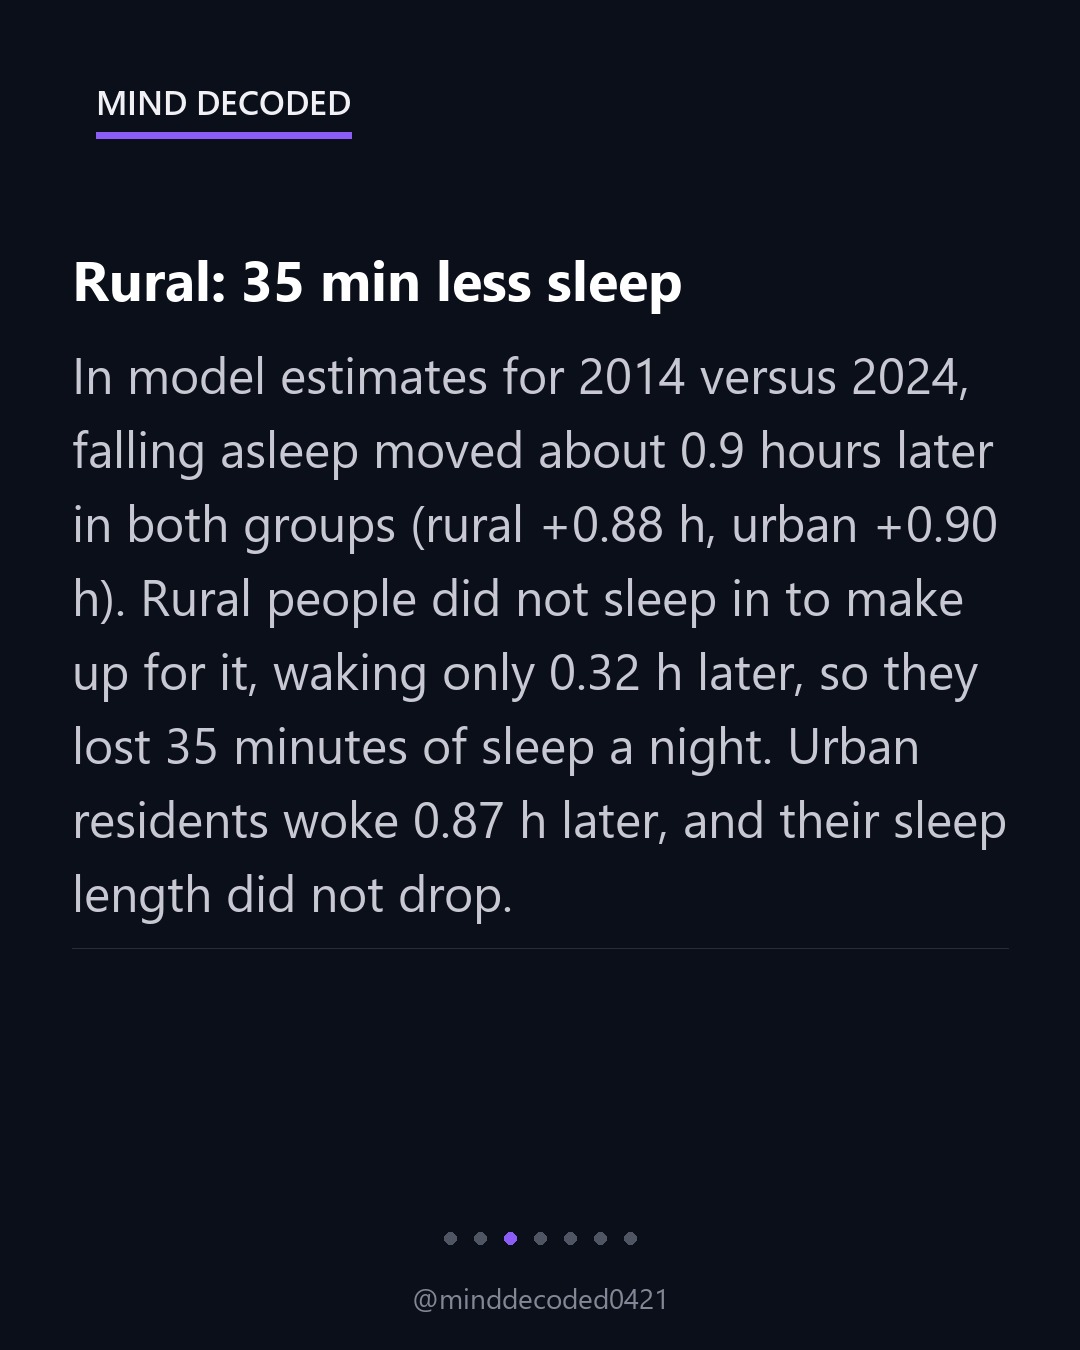 MIND DECODED
Rural: 35 min less sleep
In model estimates for 2014 versus 2024,
falling asleep moved about 0.9 hours later
in both groups (rural +0.88 h, urban +0.90
h). Rural people did not sleep in to make
up for it, waking only 0.32 h later, so they
lost 35 minutes of sleep a night. Urban
residents woke 0.87 h later, and their sleep
length did not drop.
@minddecoded0421